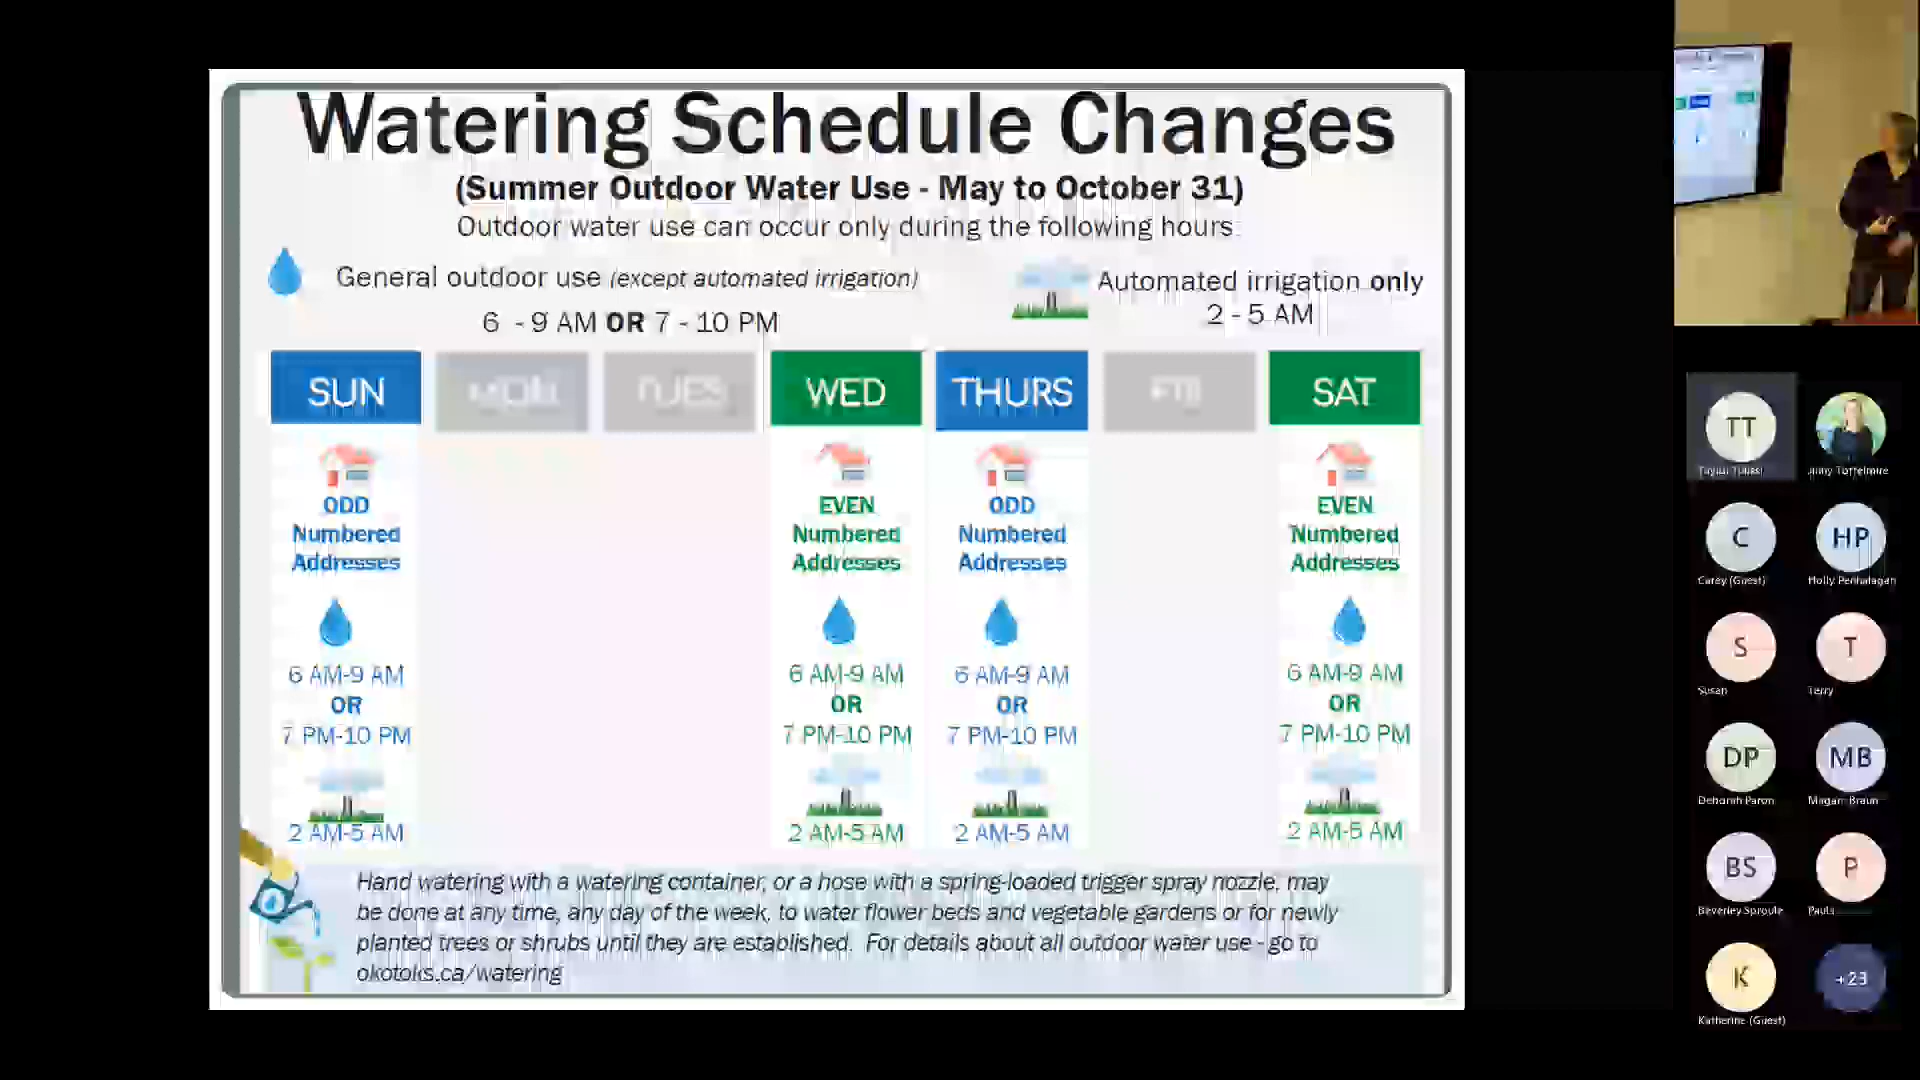 Watering Schedule Changes
(Summer Outdoor Water Use - May to October 31)
Outdoor water use can occur only during the following hours:
General outdoor use (except automated irrigation)
6 - 9 AM OR 7 - 10 PM
Automated irrigation only
2 - 5 AM
SUN MON TUES WED THURS FRI SAT
ODD
Numbered
Addresses
6 AM-9 AM
OR
7 PM-10 PM
2 AM-5 AM
EVEN
Numbered
Addresses
6 AM-9 AM
OR
7 PM-10 PM
2 AM-5 AM
ODD
Numbered
Addresses
6 AM-9 AM
OR
7 PM-10 PM
2 AM-5 AM
EVEN
Numbered
Addresses
6 AM-9 AM
OR
7 PM-10 PM
2 AM-5 AM
Hand watering with a watering container, or a hose with a spring-loaded trigger spray nozzle, may
be done at any time, any day of the week, to water flower beds and vegetable gardens or for newly
planted trees or shrubs until they are established. For details about all outdoor water use - go to
okotoks.ca/watering
TT
C
Carey (Guest)
HP
Holly
S
Susan
T
Terry
DP
Deborah Paron
MB
Braun
BS
Beverley Sproule
P
K
Katherine (Guest)
+23